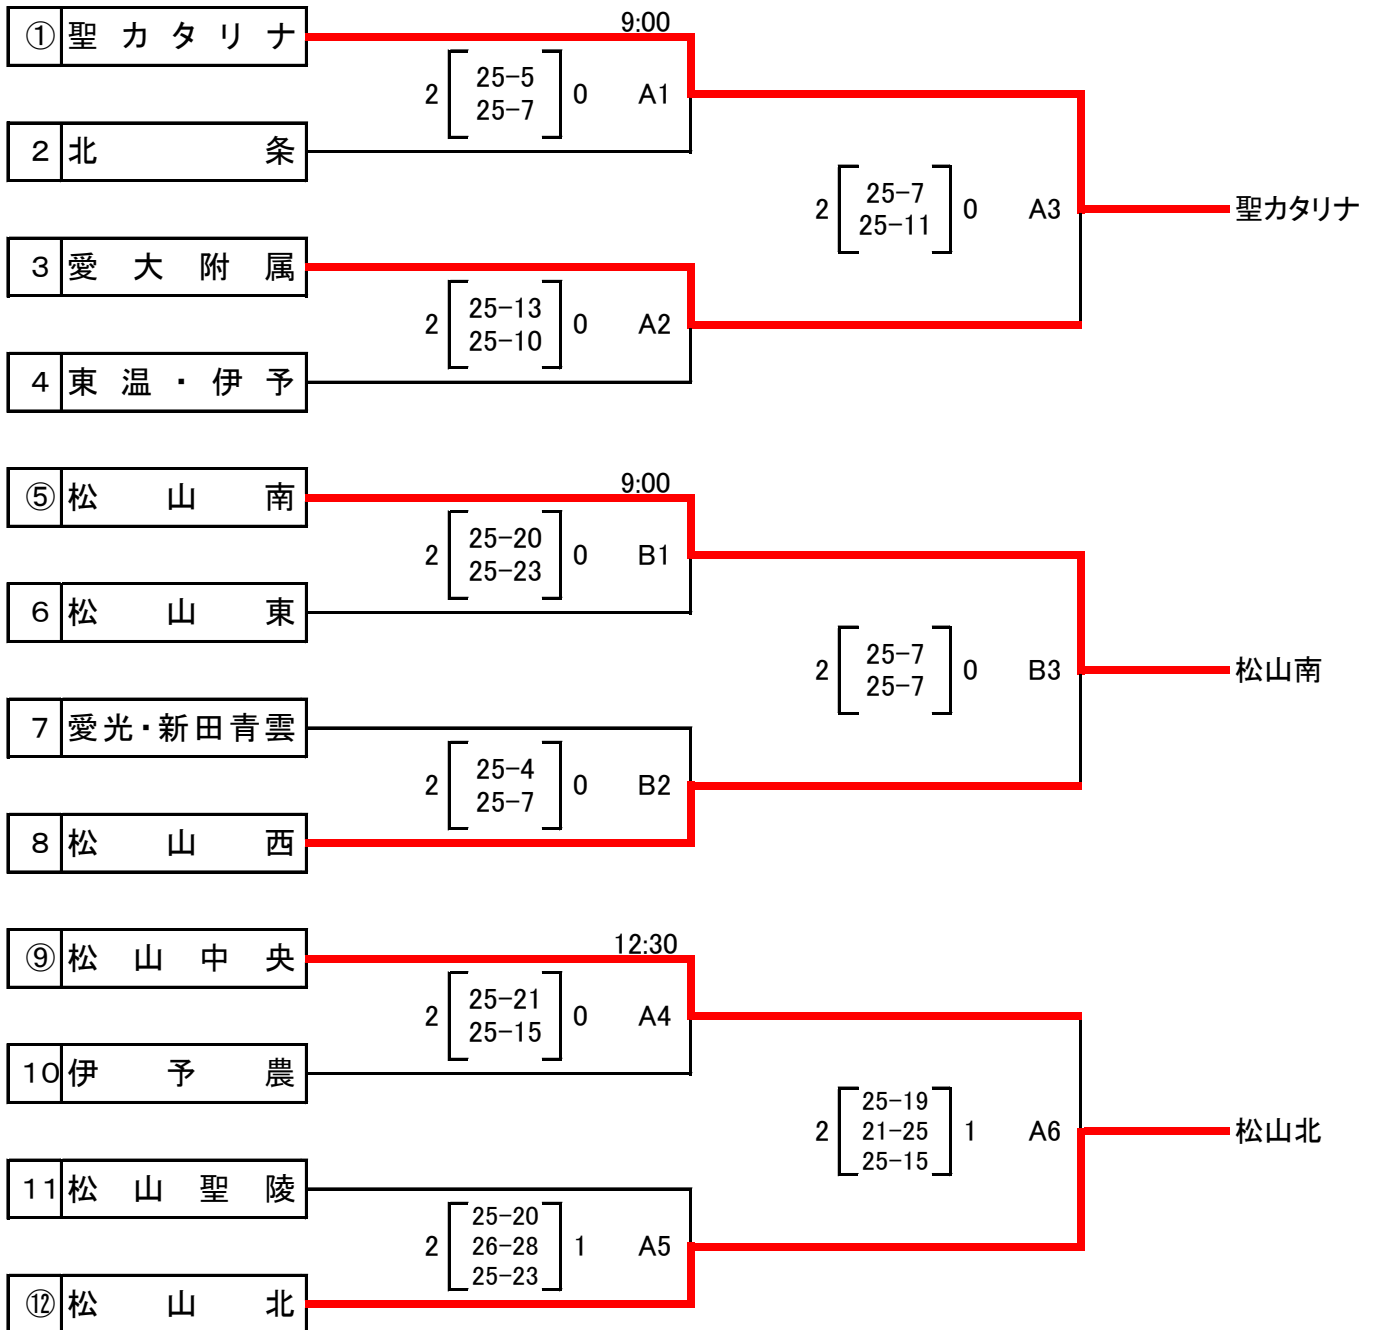 ① 聖カタリナ
9:00
2 25-5 0 A1
25-7
2 北条
2 25-7 0 A3
25-11
聖カタリナ
3 愛大附属
2 25-13 0 A2
25-10
4 東温・伊予
⑤ 松山南
9:00
2 25-20 0 B1
25-23
6 松山東
2 25-7 0 B3
25-7
松山南
7 愛光・新田青雲
2 25-4 0 B2
25-7
8 松山西
⑨ 松山中央
12:30
2 25-21 0 A4
25-15
10 伊予農
25-19
2 21-25 1 A6
25-15
松山北
11 松山聖陵
25-20
2 26-28 1 A5
25-23
⑫ 松山北